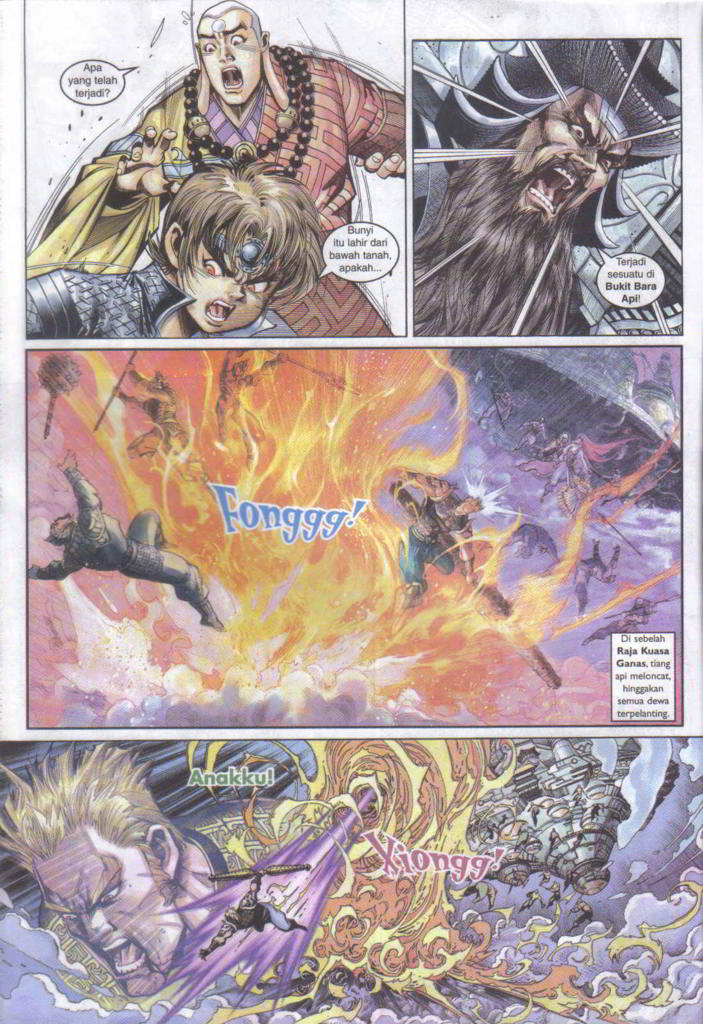 Apa
yang telah
terjadi?
Bunyi
itu lahir dari
bawah tanah,
apakah...
Terjadi
sesuatu di
Bukit Bara
Api!
Fonggg!
Di sebelah
Raja Kuasa
Ganas, tiang
api meloncat,
hinggakan
semua dewa
terpelanting.
Anakku!
Xiongg!